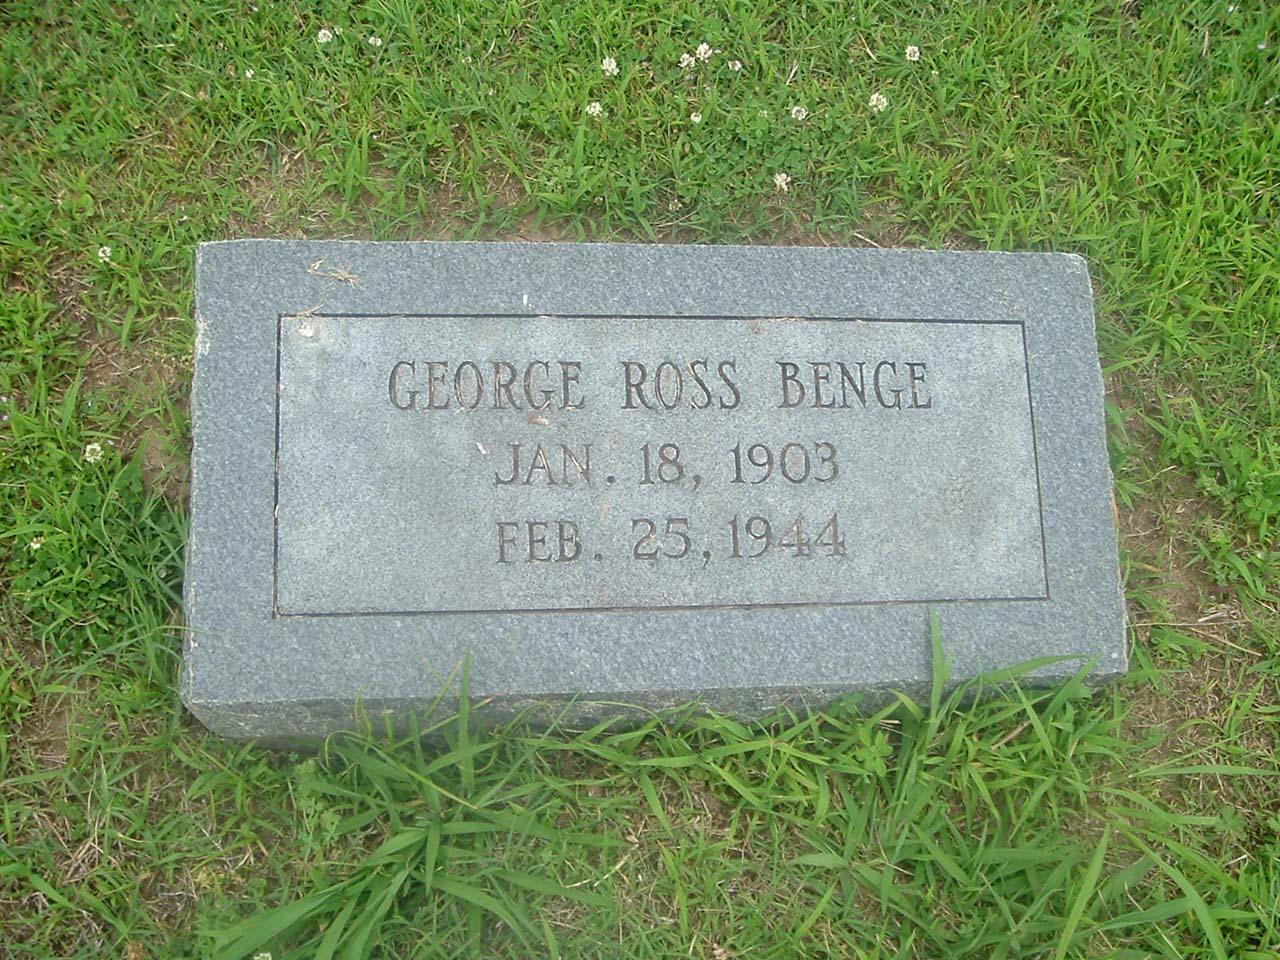 GEORGE ROSS BENGE
JAN. 18, 1903
FEB. 25, 1944